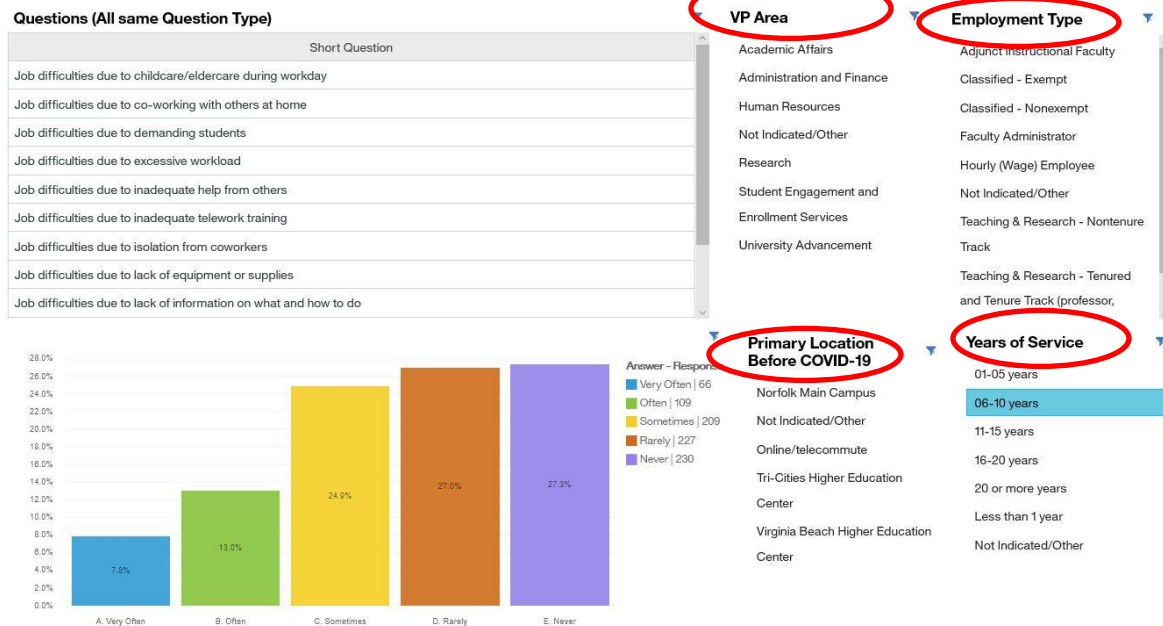 Questions (All same Question Type)
Short Question
Job difficulties due to childcare/eldercare during workday
Job difficulties due to co-working with others at home
Job difficulties due to demanding students
Job difficulties due to excessive workload
Job difficulties due to inadequate help from others
Job difficulties due to inadequate telework training
Job difficulties due to isolation from coworkers
Job difficulties due to lack of equipment or supplies
Job difficulties due to lack of information on what and how to do
VP Area
Academic Affairs
Administration and Finance
Human Resources
Not Indicated/Other
Research
Student Engagement and
Enrollment Services
University Advancement
Employment Type
Adjunct Instructional Faculty
Classified - Exempt
Classified - Nonexempt
Faculty Administrator
Hourly (Wage) Employee
Not Indicated/Other
Teaching & Research - Nontenure
Track
Teaching & Research - Tenured
and Tenure Track (professor,
28.0%
26.0%
24.0%
22.0%
20.0%
18.0%
16.0%
14.0%
12.0%
10.0%
8.0%
6.0%
4.0%
2.0%
0.0%
7.8%
13.0%
24.9%
27.0%
27.3%
A. Very Often
B. Often
C. Sometimes
D. Rarely
E. Never
Answer - Respons
Very Often | 66
Often | 109
Sometimes | 209
Rarely | 227
Never | 230
Primary Location
Before COVID-19
Norfolk Main Campus
Not Indicated/Other
Online/telecommute
Tri-Cities Higher Education
Center
Virginia Beach Higher Education
Center
Years of Service
01-05 years
06-10 years
11-15 years
16-20 years
20 or more years
Less than 1 year
Not Indicated/Other